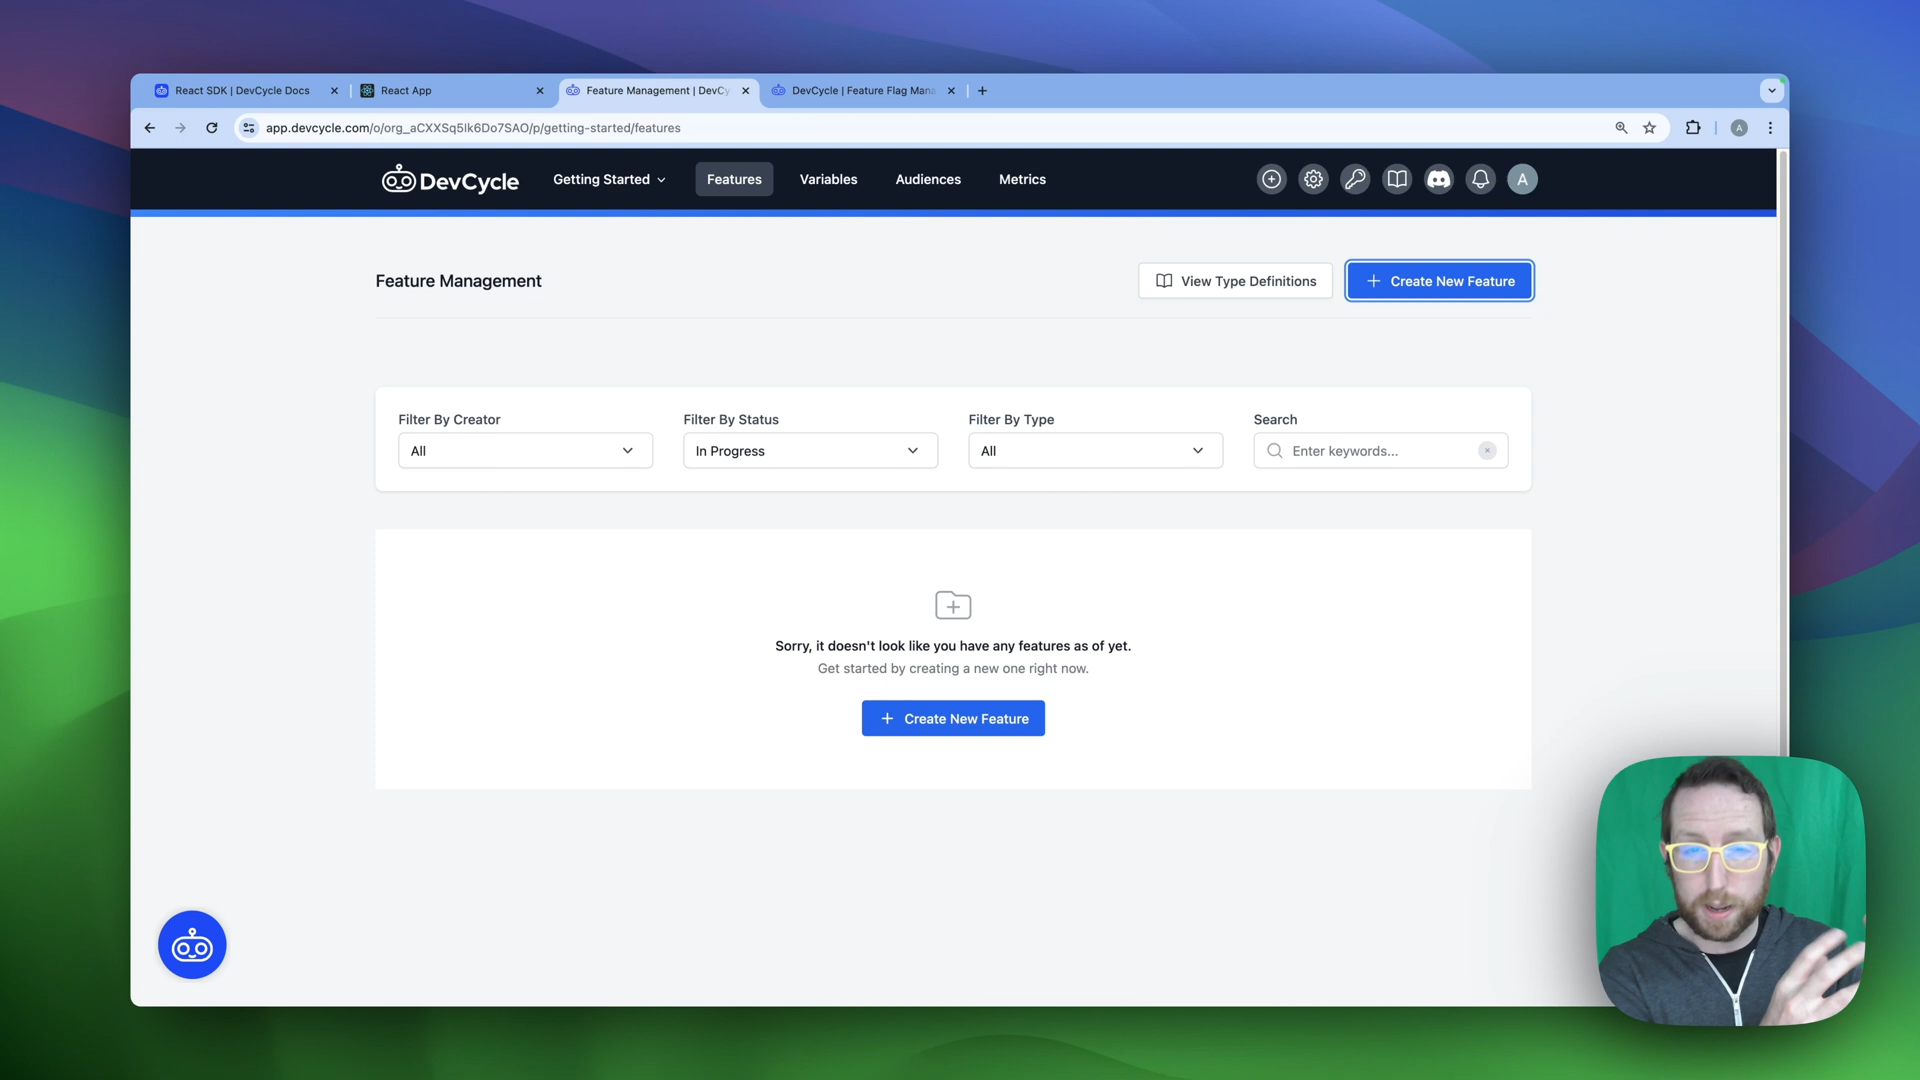 React SDK | DevCycle Docs
React App
Feature Management | DevCy
DevCycle | Feature Flag Mana
app.devcycle.com/o/org_aCXXSq5lk6Do7SAO/p/getting-started/features
A
DevCycle
Getting Started
Features
Variables
Audiences
Metrics
A
Feature Management
View Type Definitions
Create New Feature
Filter By Creator
Filter By Status
Filter By Type
Search
All
In Progress
All
Enter keywords...
Sorry, it doesn't look like you have any features as of yet.
Get started by creating a new one right now.
Create New Feature